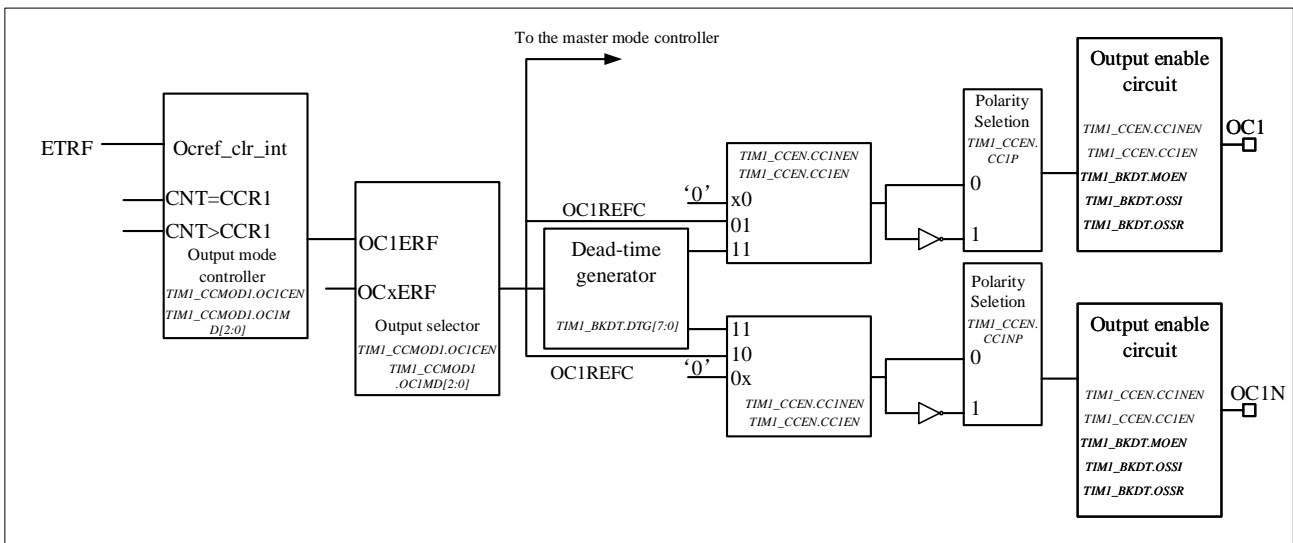 To the master mode controller
ETRF
Ocref_clr_int
CNT=CCR1
CNT>CCR1
Output mode
controller
TIM1_CCMOD1.OC1CEN
TIM1_CCMOD1.OC1M
D[2:0]
OC1ERF
OCxERF
Output selector
TIM1_CCMOD1.OC1CEN
TIM1_CCMOD1
.OC1MD[2:0]
OC1REFC
Dead-time
generator
TIM1_BKDT.DTG[7:0]
OC1REFC
TIM1_CCEN.CC1NEN
TIM1_CCEN.CC1EN
‘0’
x0
01
11
11
10
‘0’
0x
TIM1_CCEN.CC1NEN
TIM1_CCEN.CC1EN
Polarity
Seletion
TIM1_CCEN.
CC1P
0
1
Polarity
Seletion
TIM1_CCEN.
CC1NP
0
1
Output enable
circuit
TIM1_CCEN.CC1NEN
TIM1_CCEN.CC1EN
TIM1_BKDT.MOEN
TIM1_BKDT.OSSI
TIM1_BKDT.OSSR
OC1
Output enable
circuit
TIM1_CCEN.CC1NEN
TIM1_CCEN.CC1EN
TIM1_BKDT.MOEN
TIM1_BKDT.OSSI
TIM1_BKDT.OSSR
OC1N